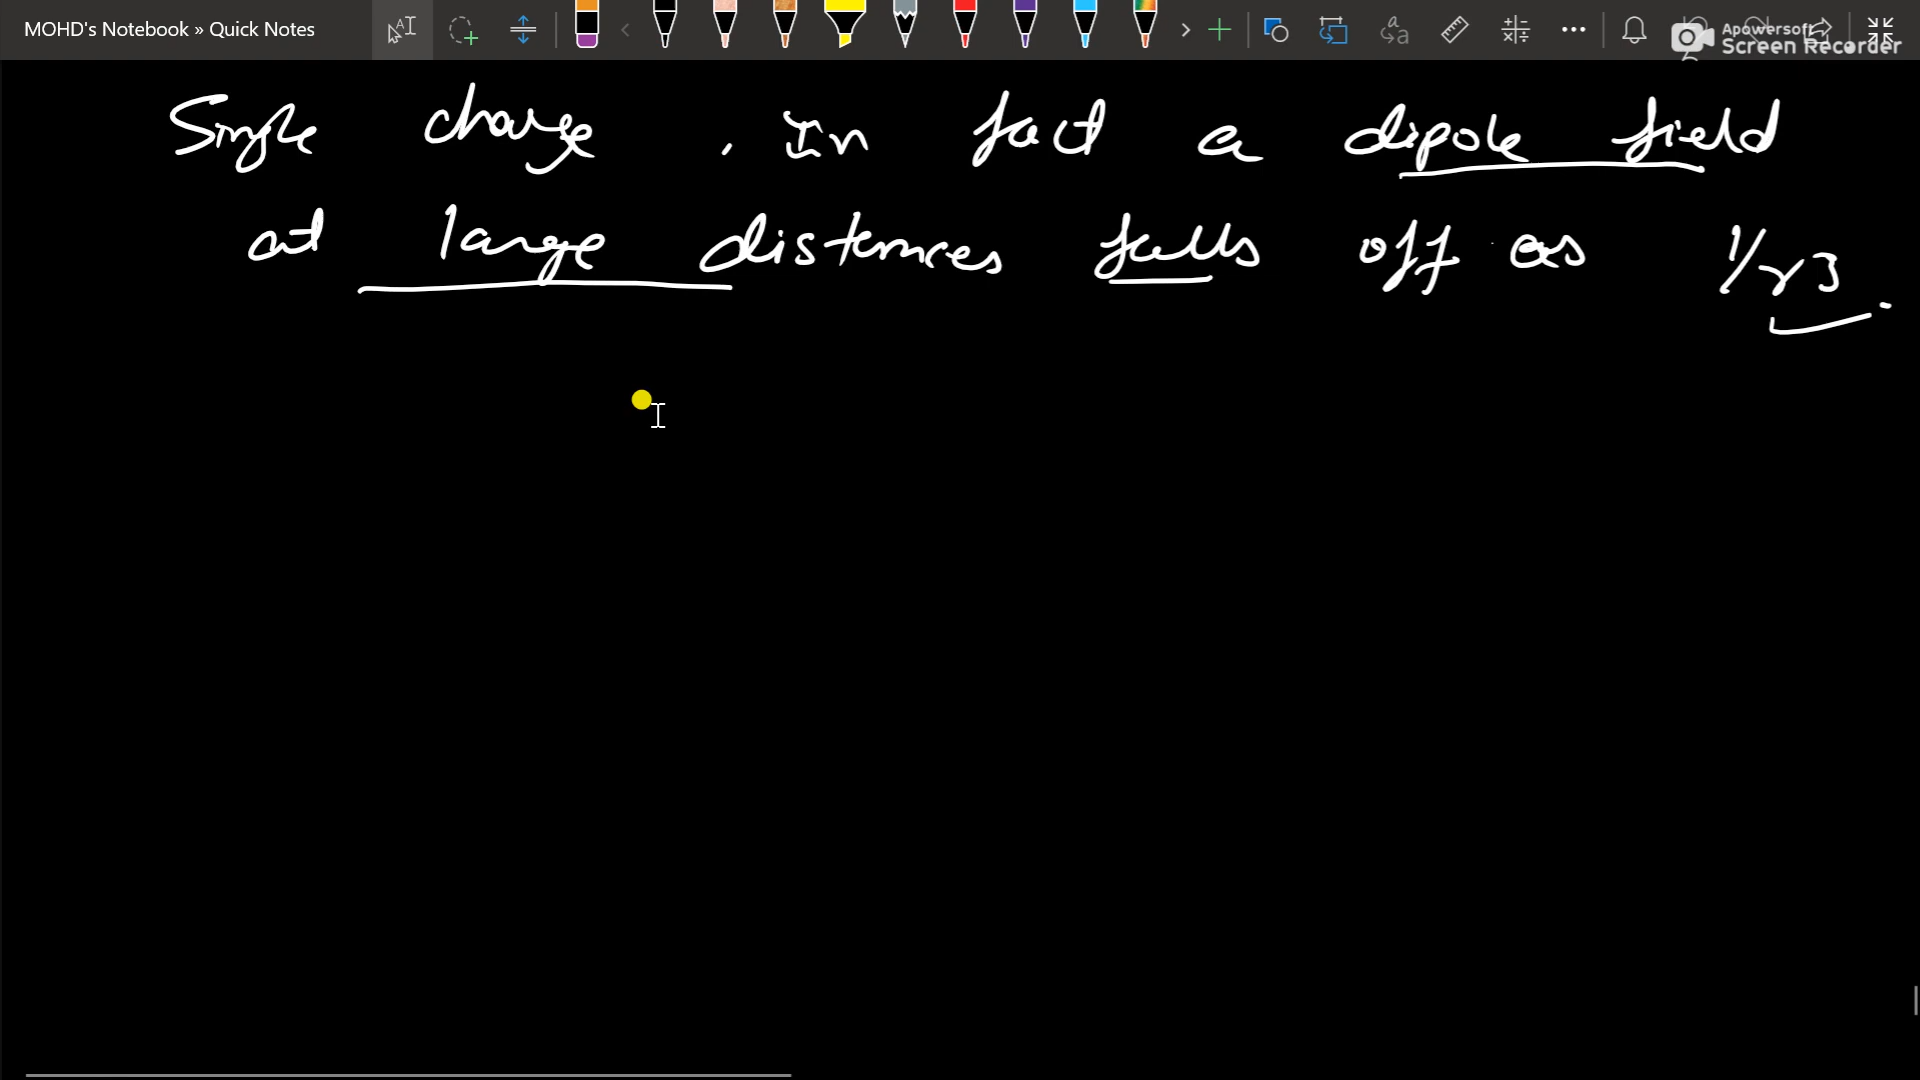 MOHD's Notebook » Quick Notes
Apowersoft
Screen Recorder
Single charge, In fact a dipole field
at large distances falls off as 1/r3.